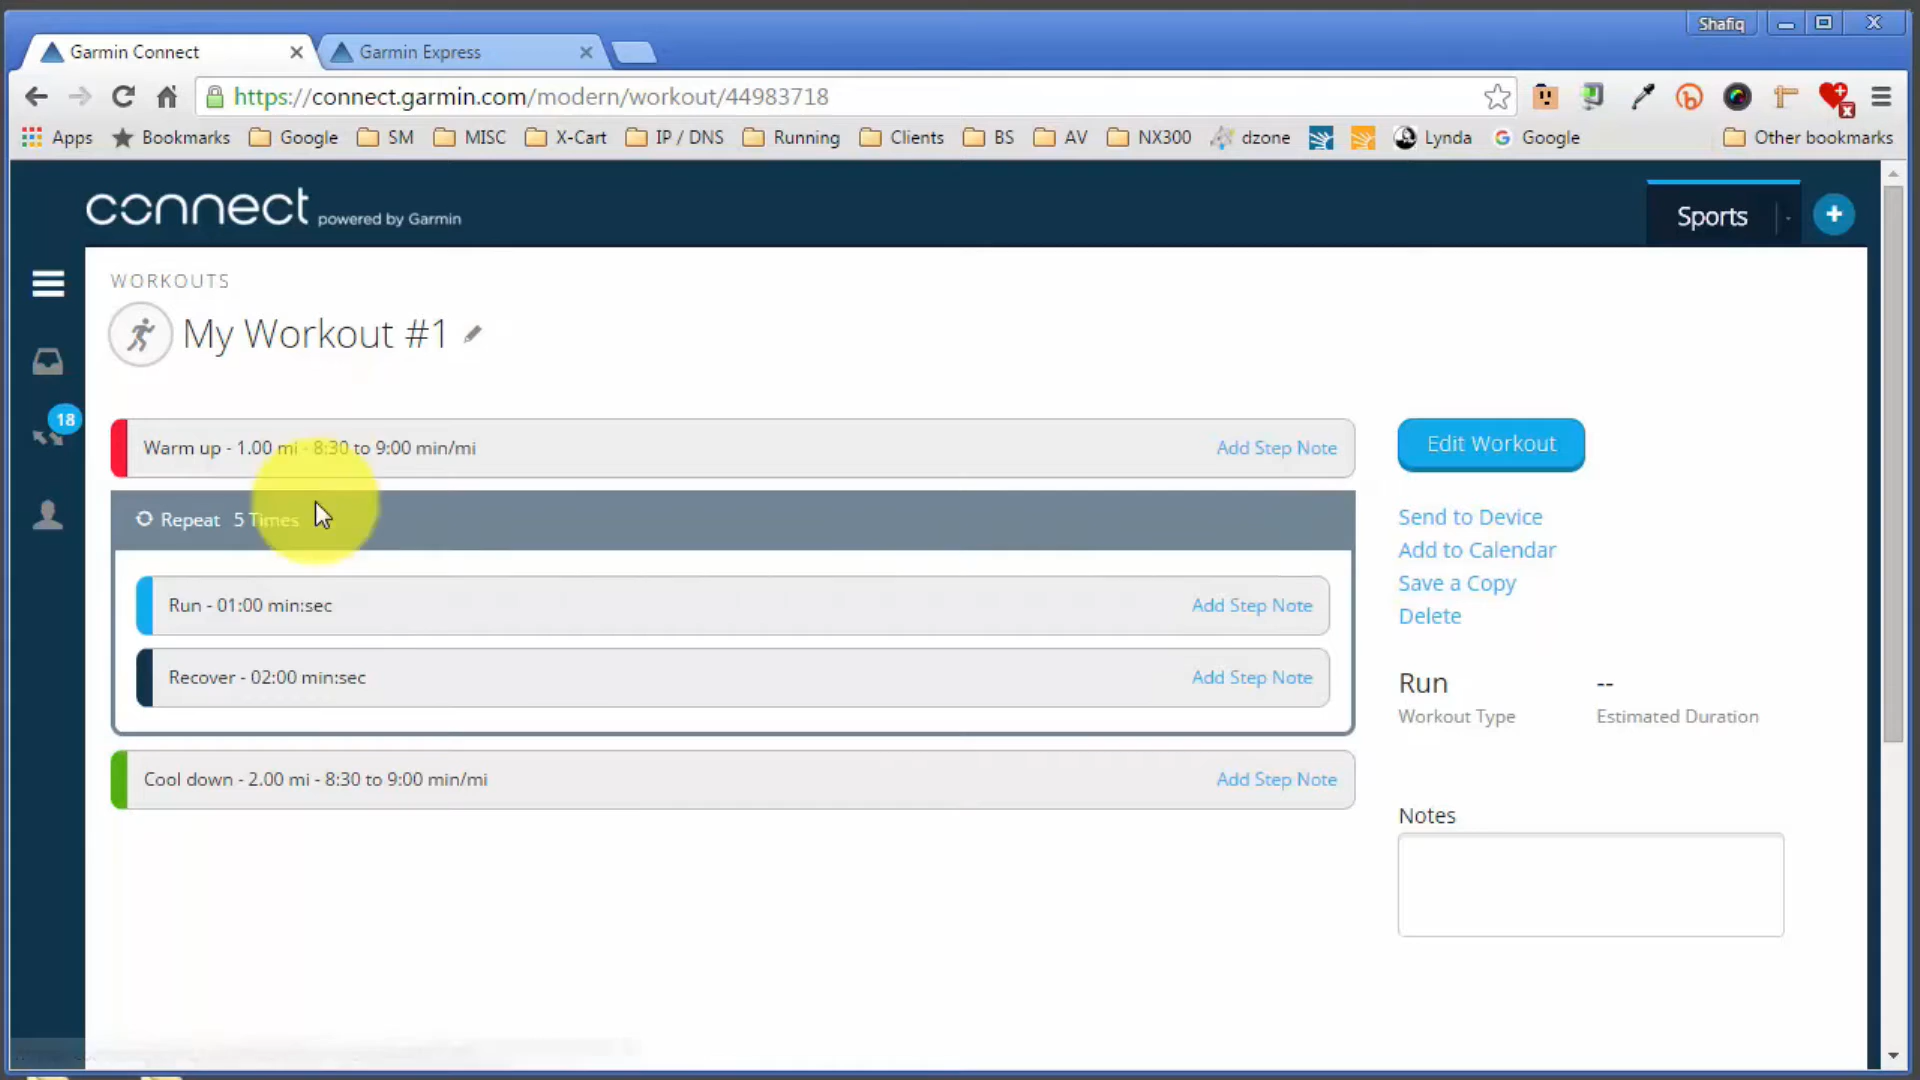 Shafiq
Garmin Connect
Garmin Express
https://connect.garmin.com/modern/workout/44983718
Apps Bookmarks Google SM MISC X-Cart IP / DNS Running Clients BS AV NX300 dzone Lynda Google Other bookmarks
connect powered by Garmin
Sports
WORKOUTS
My Workout #1
18
Warm up - 1.00 mi - 8:30 to 9:00 min/mi Add Step Note
Edit Workout
Repeat 5 Times
Send to Device
Add to Calendar
Save a Copy
Delete
Run - 01:00 min:sec Add Step Note
Recover - 02:00 min:sec Add Step Note
Run --
Workout Type Estimated Duration
Cool down - 2.00 mi - 8:30 to 9:00 min/mi Add Step Note
Notes